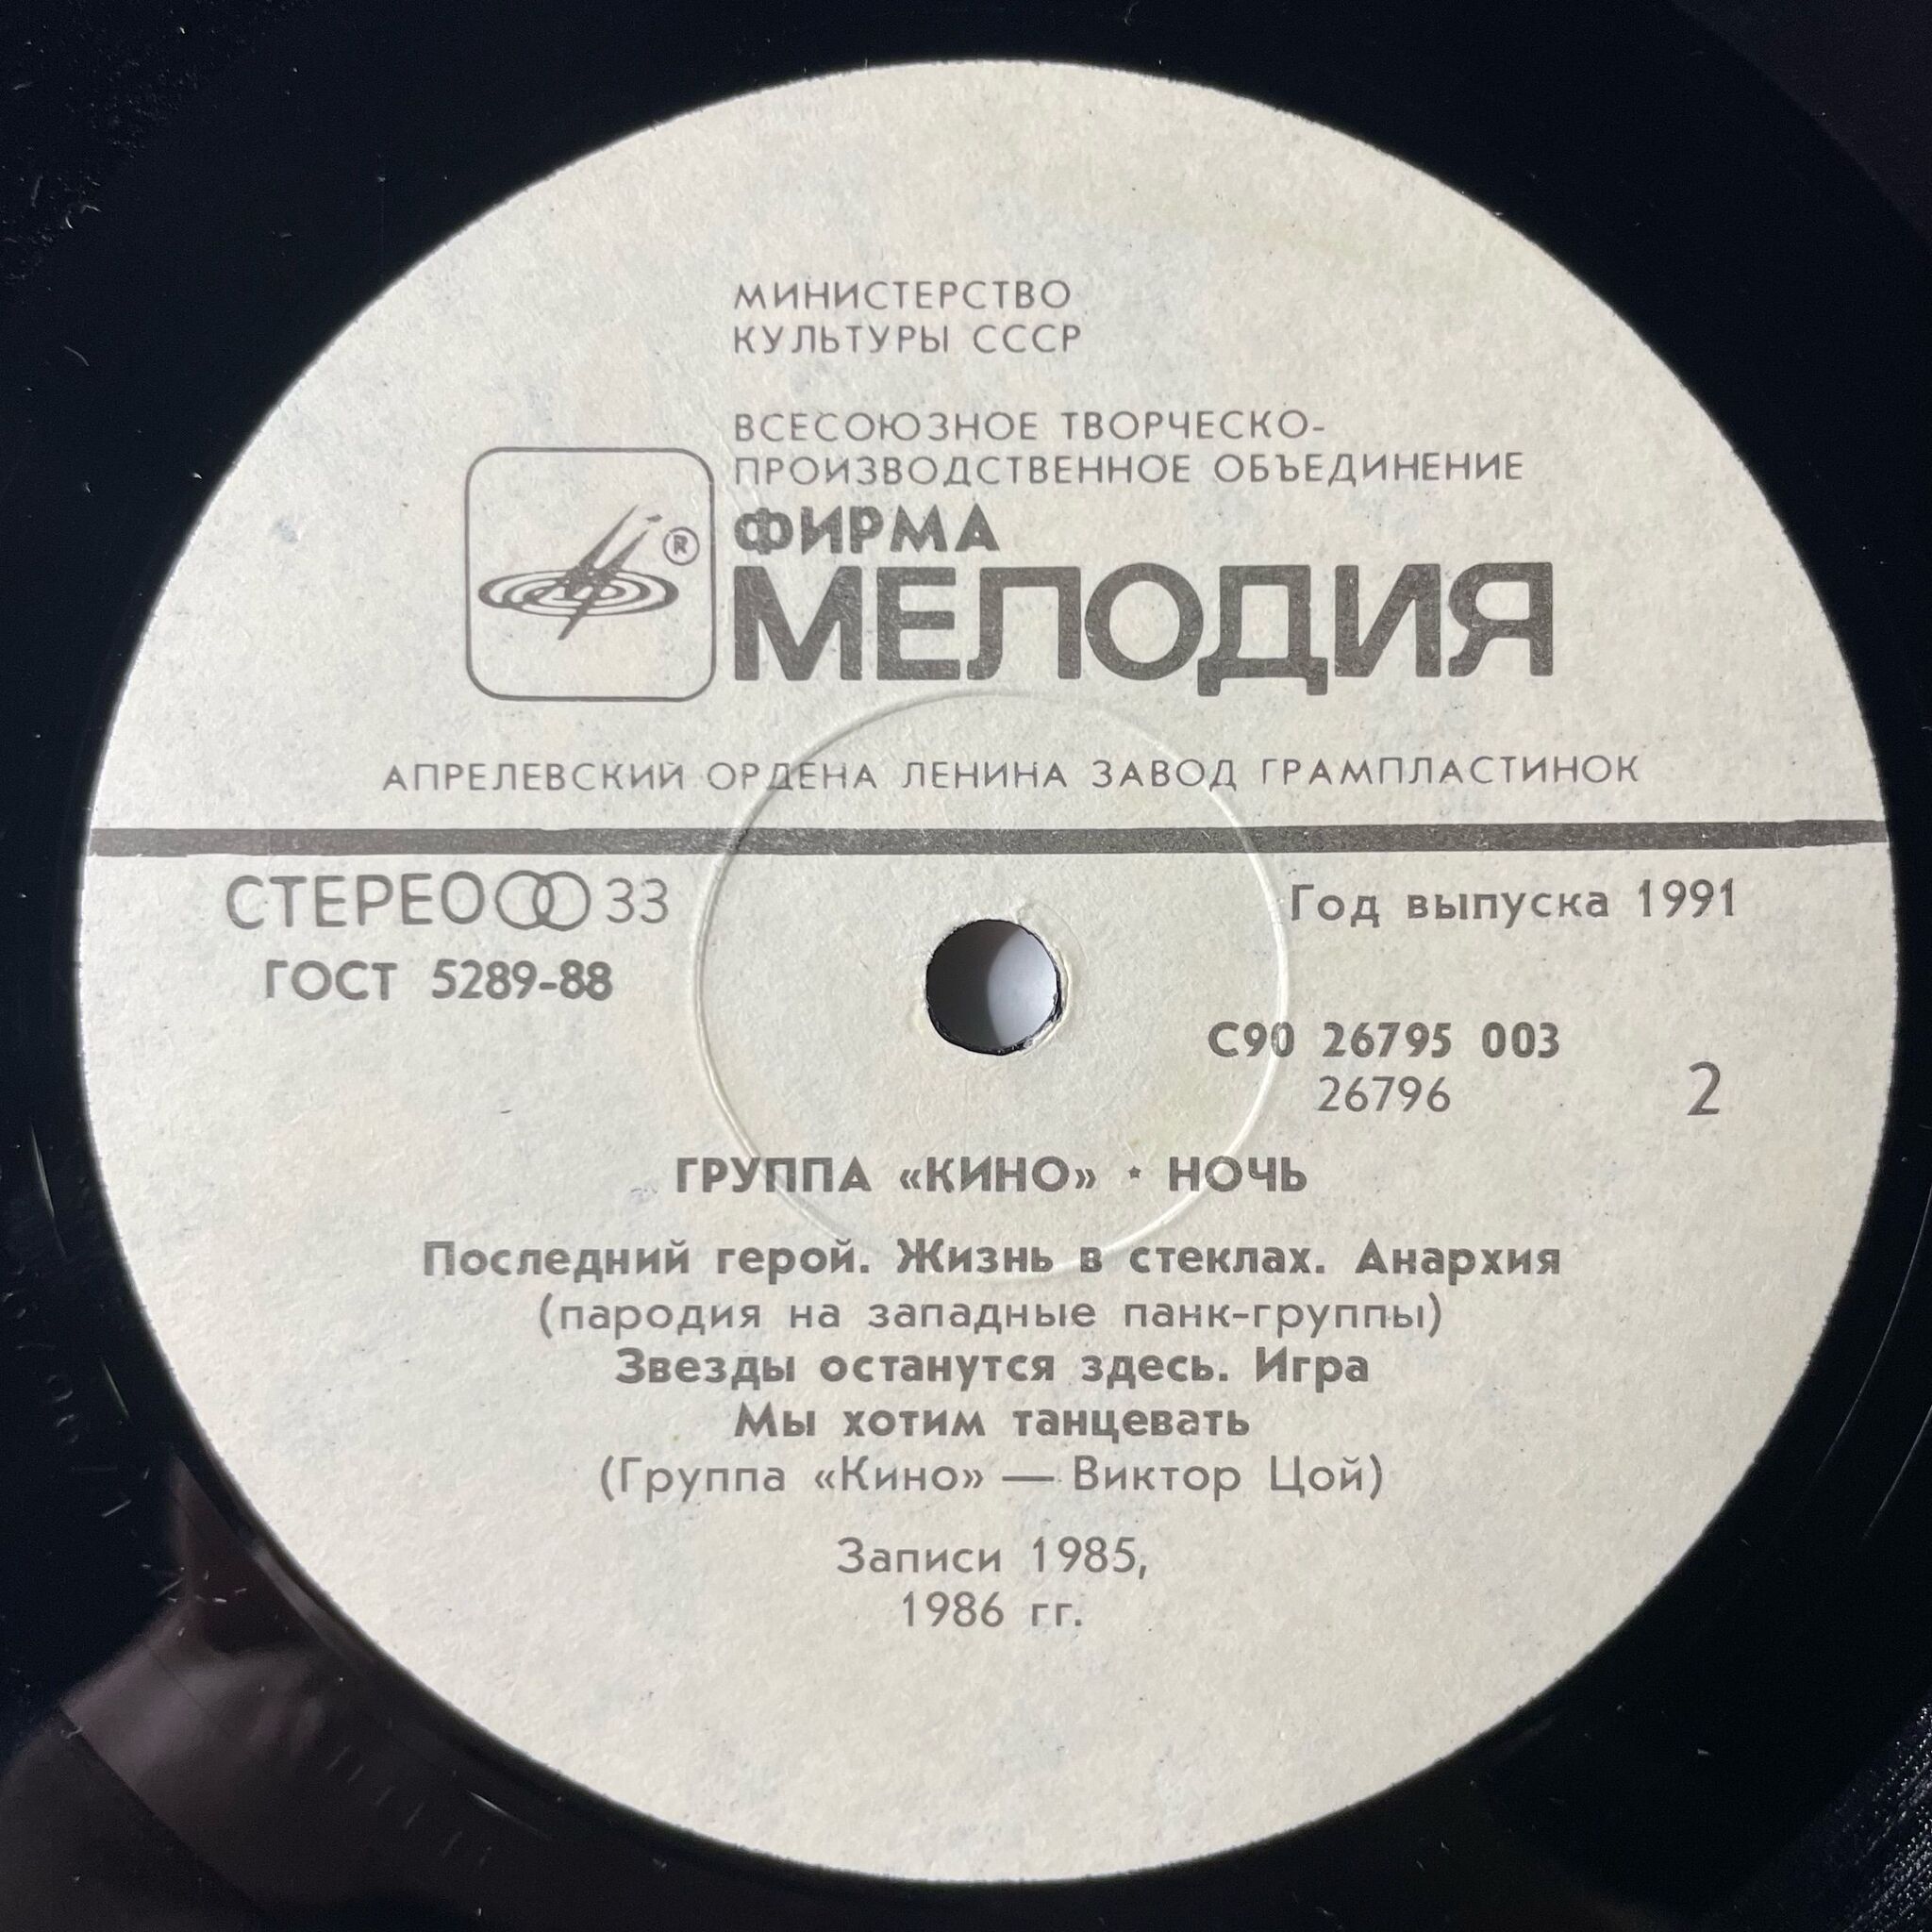 МИНИСТЕРСТВО
КУЛЬТУРЫ СССР
ВСЕСОЮЗНОЕ ТВОРЧЕСКО-
ПРОИЗВОДСТВЕННОЕ ОБЪЕДИНЕНИЕ
ФИРМА
®
МЕЛОДИЯ
АПРЕЛЕВСКИЙ ОРДЕНА ЛЕНИНА ЗАВОД ГРАМПЛАСТИНОК
СТЕРЕО 33
Год выпуска 1991
ГОСТ 5289-88
С90 26795 003
26796
2
ГРУППА «КИНО» * НОЧЬ
Последний герой. Жизнь в стеклах. Анархия
(пародия на западные панк-группы)
Звезды останутся здесь. Игра
Мы хотим танцевать
(Группа «Кино» — Виктор Цой)
Записи 1985,
1986 гг.